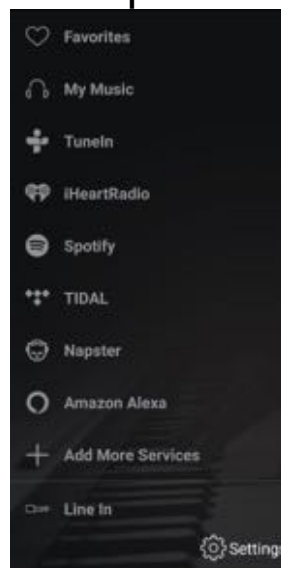 Favorites
My Music
TuneIn
iHeartRadio
Spotify
TIDAL
Napster
Amazon Alexa
Add More Services
Line In
Settings